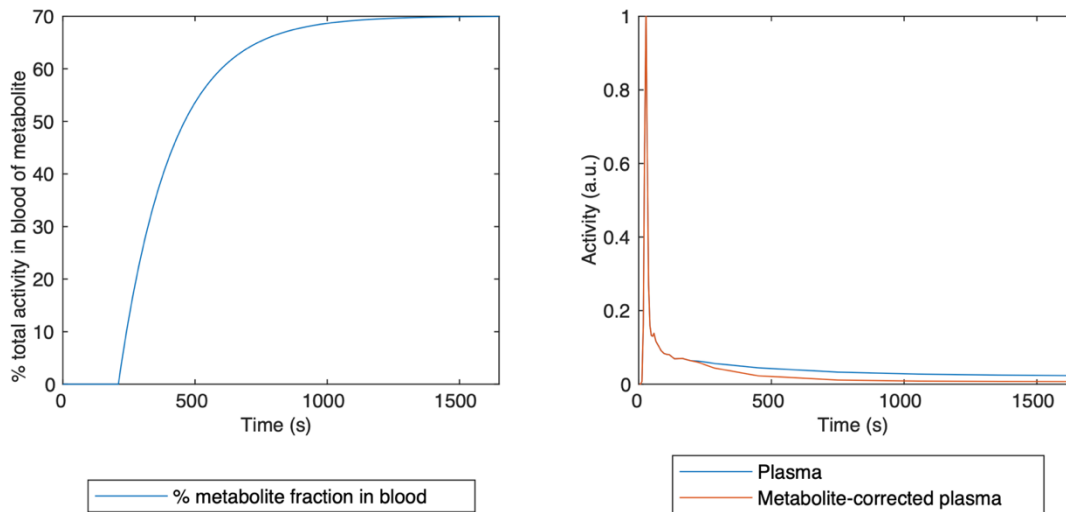 70
60
50
40
30
20
10
0
% total activity in blood of metabolite
0 500 1000 1500
Time (s)
% metabolite fraction in blood
1
0.8
0.6
0.4
0.2
0
Activity (a.u.)
0 500 1000 1500
Time (s)
Plasma
Metabolite-corrected plasma